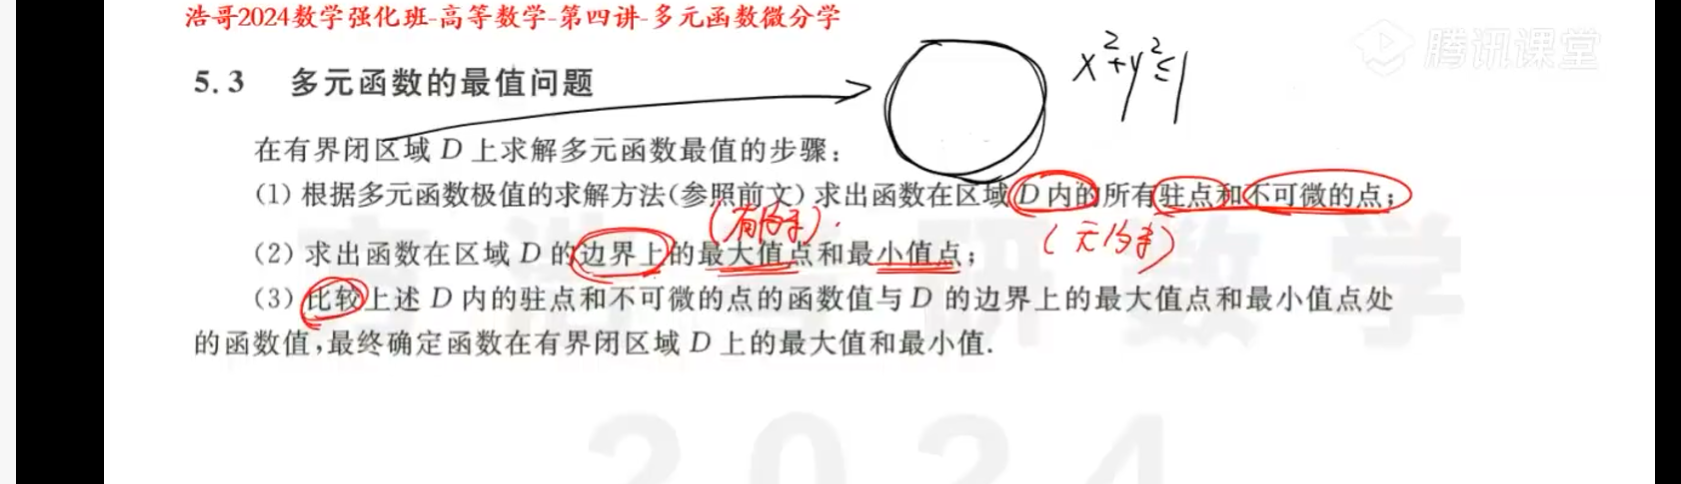 浩哥2024数学强化班-高等数学-第四讲-多元函数微分学
腾讯课堂
x²+y²≤1
5.3 多元函数的最值问题
在有界闭区域 D 上求解多元函数最值的步骤:
(1) 根据多元函数极值的求解方法(参照前文) 求出函数在区域 D 内的所有驻点和不可微的点;
(有约束)
(无约束)
(2) 求出函数在区域 D 的边界上的最大值点和最小值点;
(3) 比较上述 D 内的驻点和不可微的点的函数值与 D 的边界上的最大值点和最小值点处
的函数值,最终确定函数在有界闭区域 D 上的最大值和最小值.
考研数学
2024